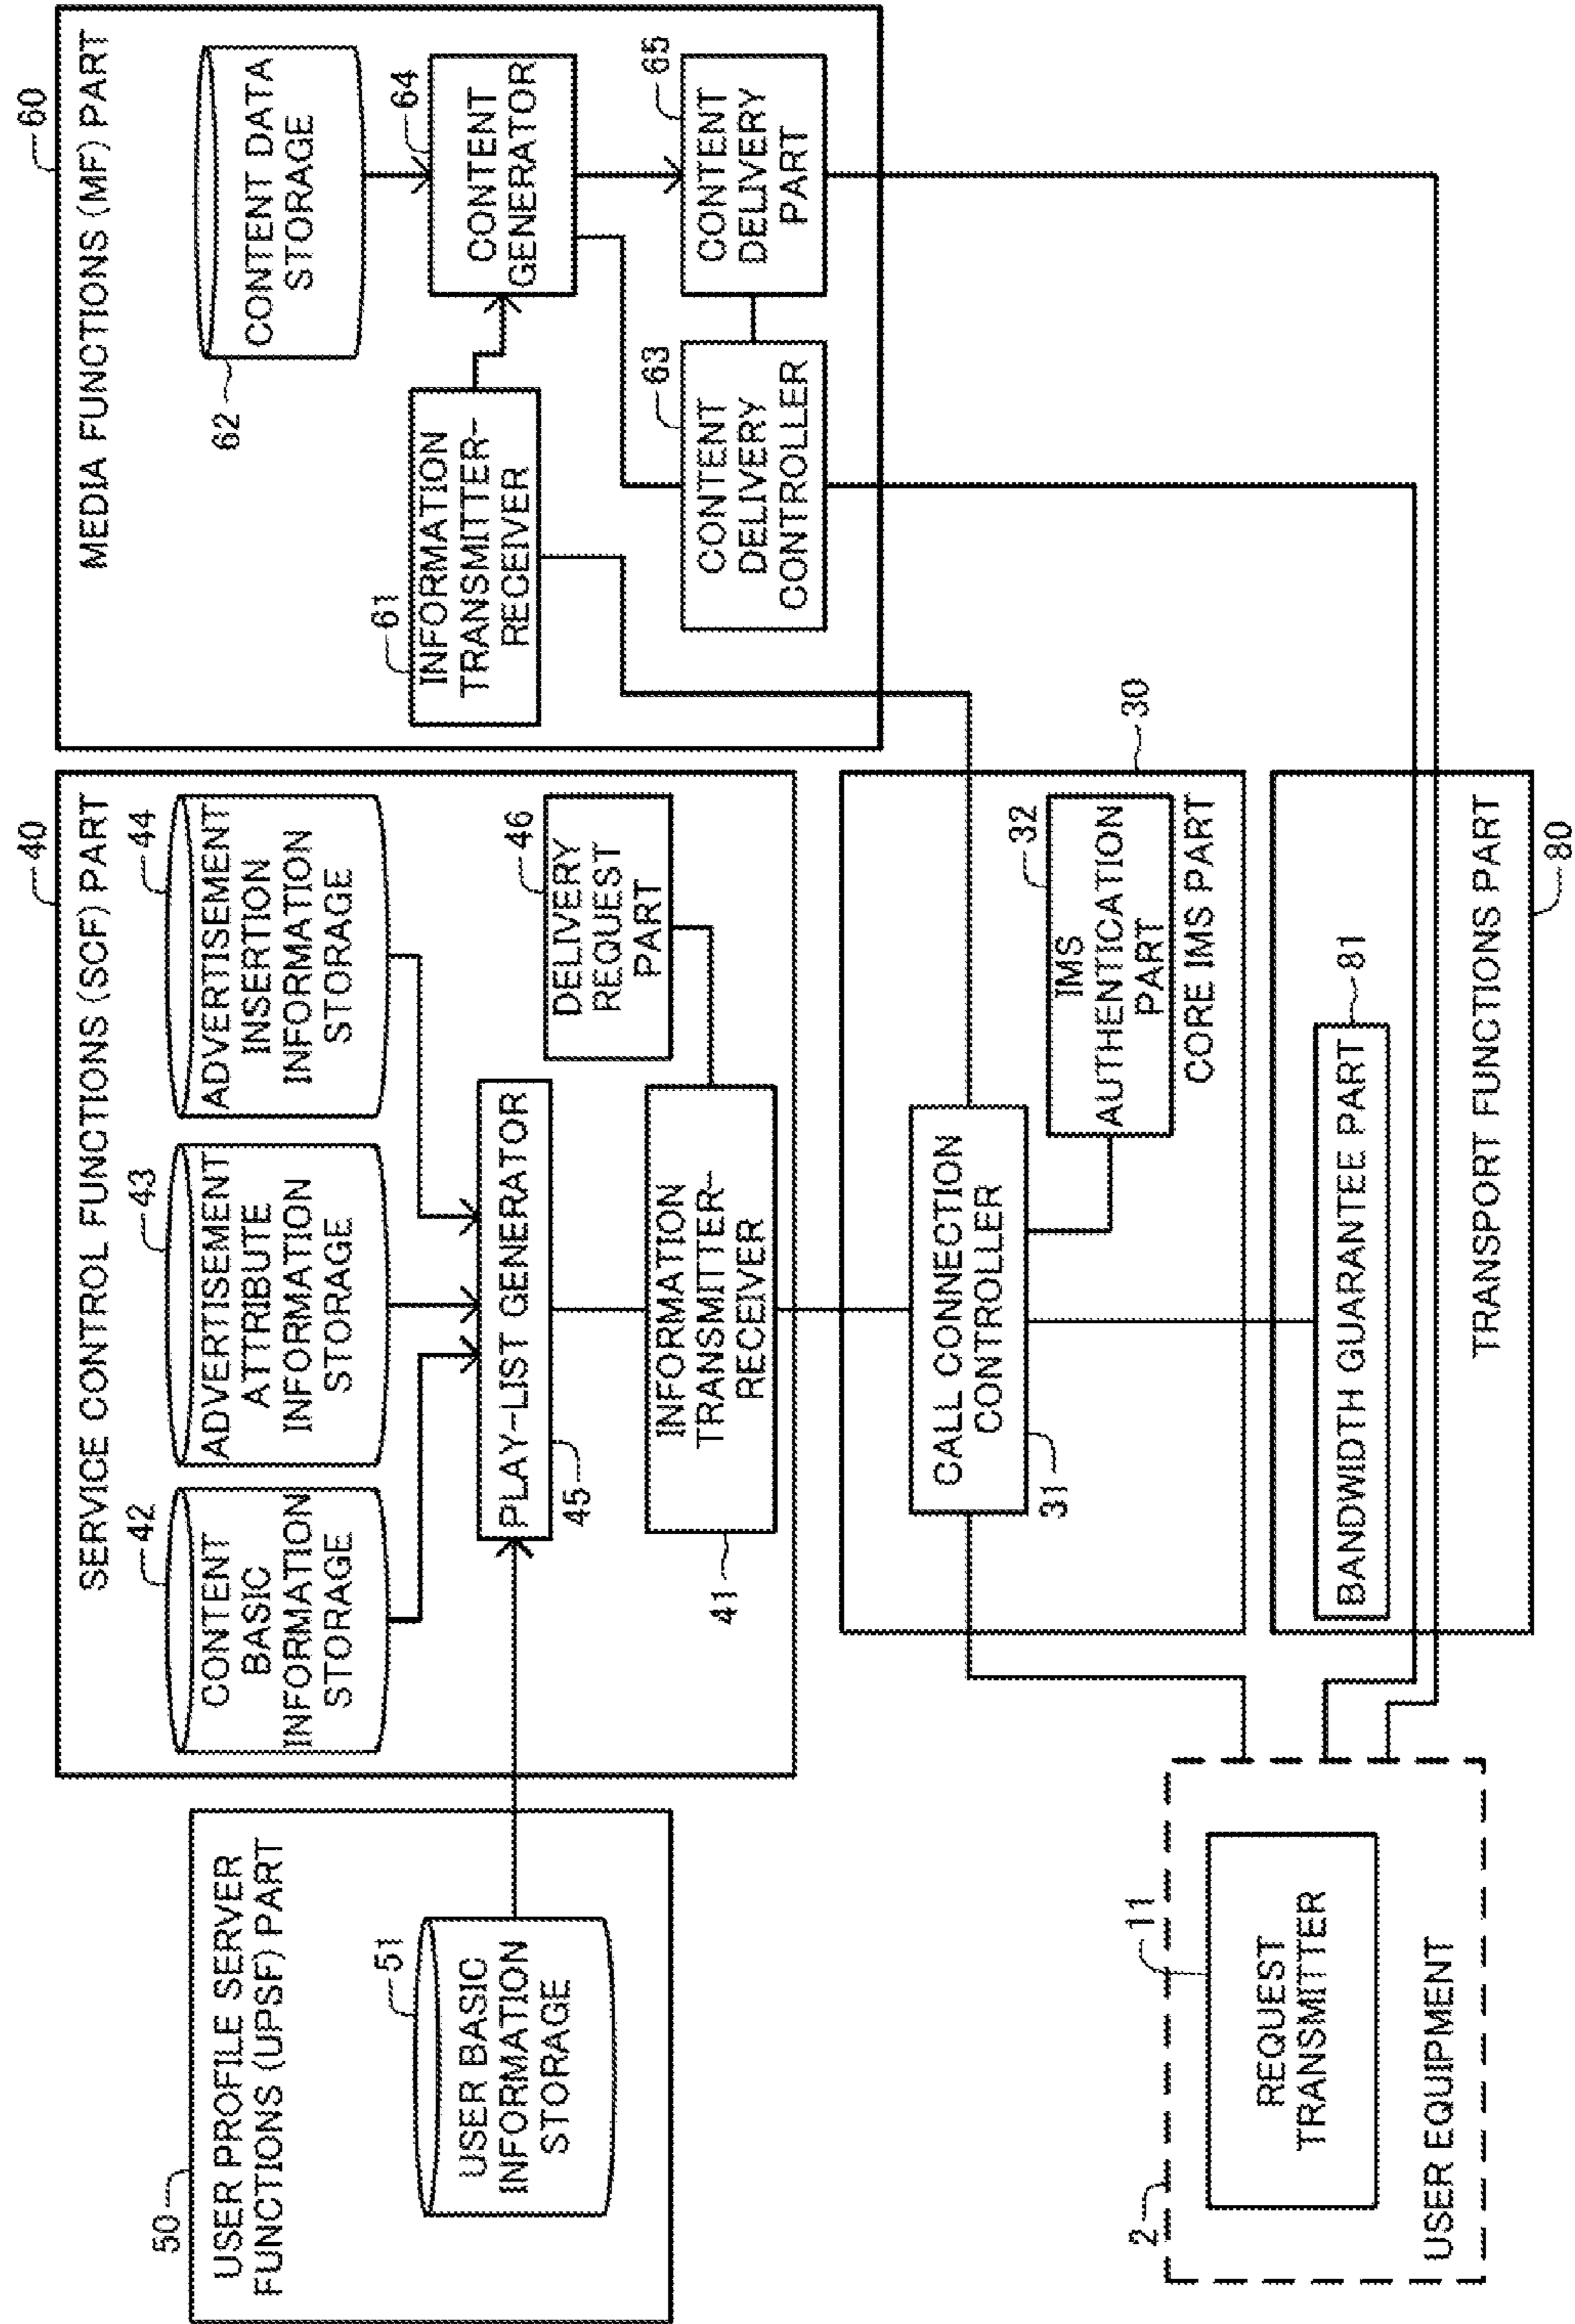 50
USER PROFILE SERVER
FUNCTIONS (UPSF) PART
51
USER BASIC
INFORMATION
STORAGE
40
SERVICE CONTROL FUNCTIONS (SCF) PART
42
CONTENT
BASIC
INFORMATION
STORAGE
43
ADVERTISEMENT
ATTRIBUTE
INFORMATION
STORAGE
44
ADVERTISEMENT
INSERTION
INFORMATION
STORAGE
PLAY-LIST GENERATOR
45
46
DELIVERY
REQUEST
PART
INFORMATION
TRANSMITTER-
RECEIVER
41
60
MEDIA FUNCTIONS (MF) PART
CONTENT DATA
STORAGE
62
61
INFORMATION
TRANSMITTER-
RECEIVER
64
CONTENT
GENERATOR
63
CONTENT
DELIVERY
CONTROLLER
65
CONTENT
DELIVERY
PART
30
CALL CONNECTION
CONTROLLER
31
32
IMS
AUTHENTICATION
PART
CORE IMS PART
2
11
REQUEST
TRANSMITTER
USER EQUIPMENT
BANDWIDTH GUARANTEE PART
81
TRANSPORT FUNCTIONS PART
80